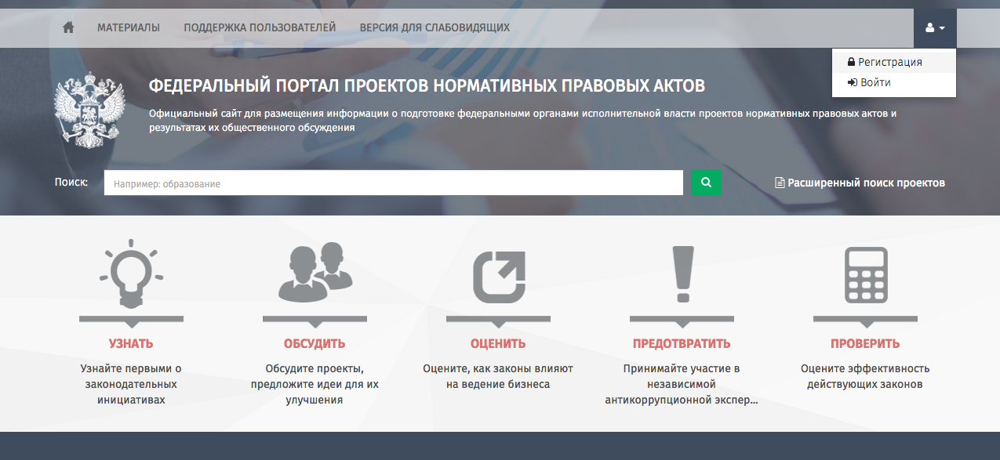 МАТЕРИАЛЫ ПОДДЕРЖКА ПОЛЬЗОВАТЕЛЕЙ ВЕРСИЯ ДЛЯ СЛАБОВИДЯЩИХ
Регистрация
Войти
ФЕДЕРАЛЬНЫЙ ПОРТАЛ ПРОЕКТОВ НОРМАТИВНЫХ ПРАВОВЫХ АКТОВ
Официальный сайт для размещения информации о подготовке федеральными органами исполнительной власти проектов нормативных правовых актов и
результатах их общественного обсуждения
Поиск: Например: образование Расширенный поиск проектов
УЗНАТЬ
Узнайте первыми о
законодательных
инициативах
ОБСУДИТЬ
Обсудите проекты,
предложите идеи для их
улучшения
ОЦЕНИТЬ
Оцените, как законы влияют
на ведение бизнеса
ПРЕДОТВРАТИТЬ
Принимайте участие в
независимой
антикоррупционной экспер...
ПРОВЕРИТЬ
Оцените эффективность
действующих законов